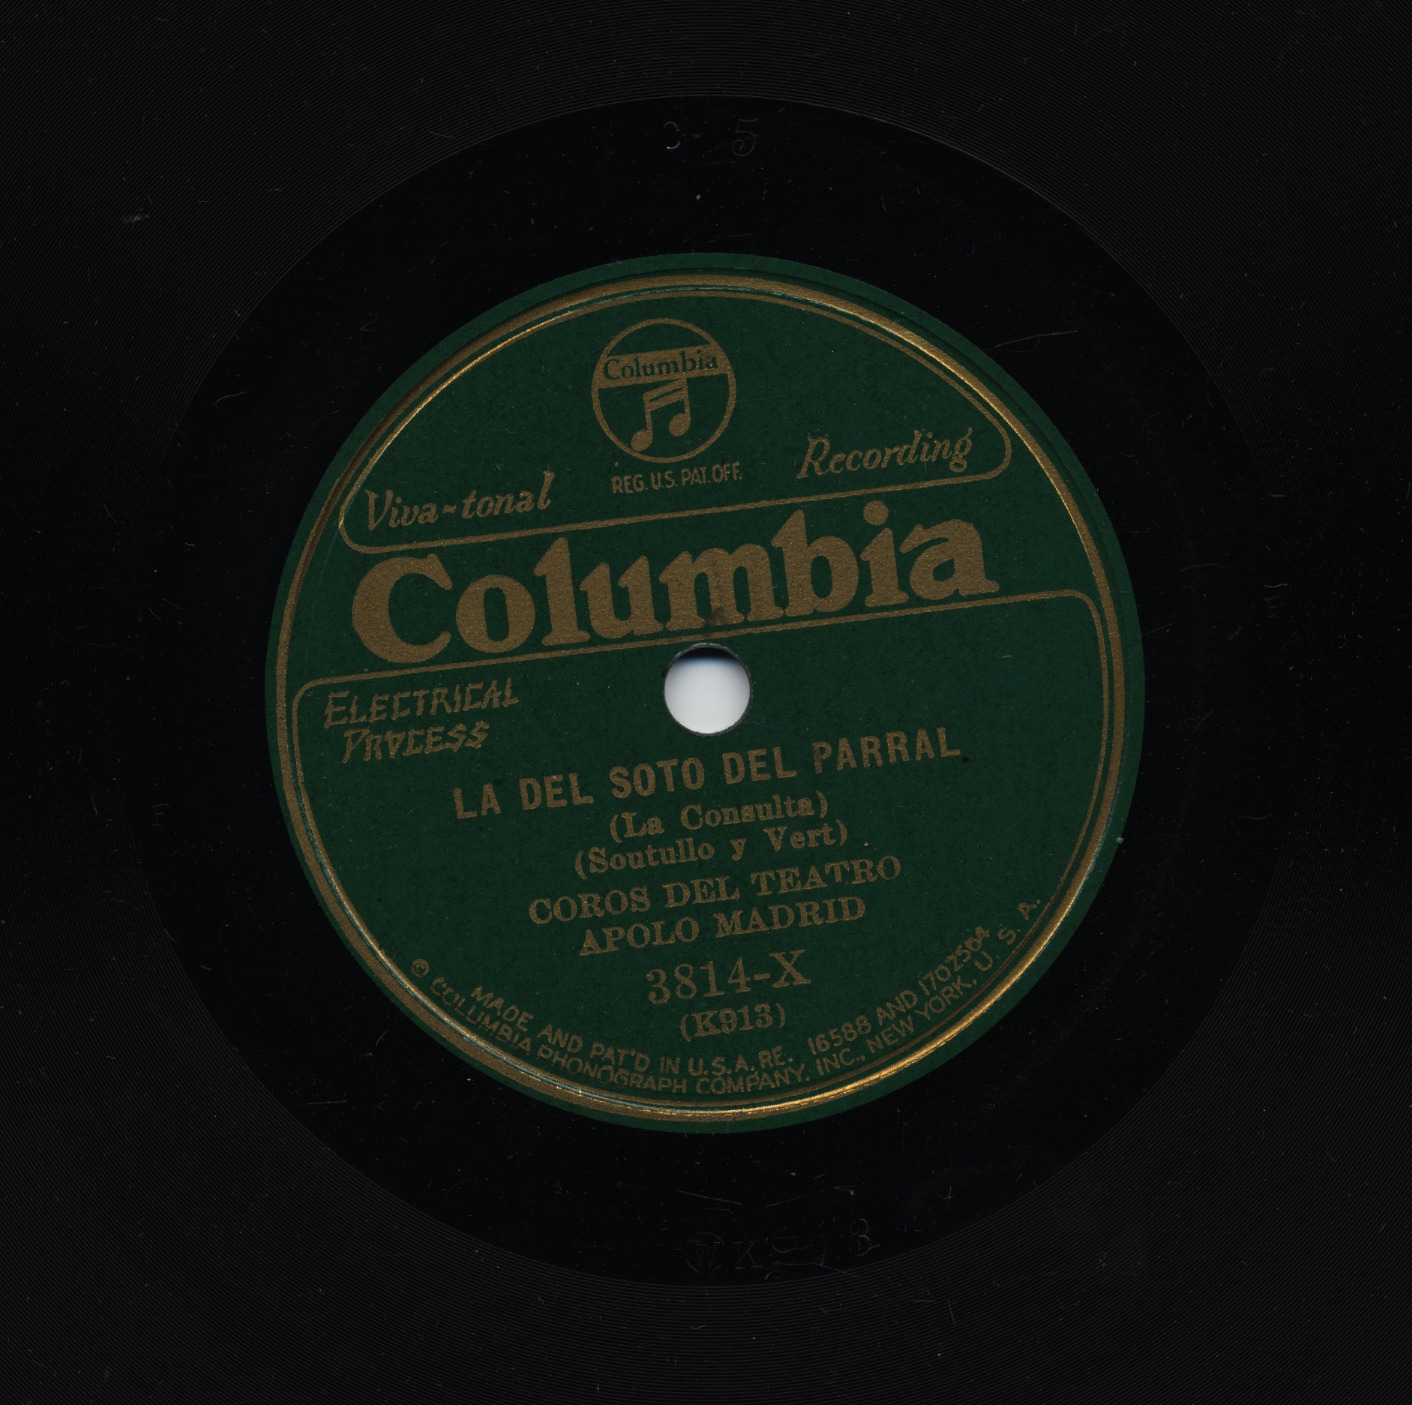 C-5
Columbia
REG. U.S. PAT. OFF.
Viva-tonal Recording
Columbia
ELECTRICAL
PROCESS
LA DEL SOTO DEL PARRAL
(La Consulta)
(Soutullo y Vert)
COROS DEL TEATRO
APOLO MADRID
3814-X
(K913)
MADE AND PAT'D IN U.S.A. RE. 16588 AND 1702564
© COLUMBIA PHONOGRAPH COMPANY, INC., NEW YORK, U. S. A.
K913